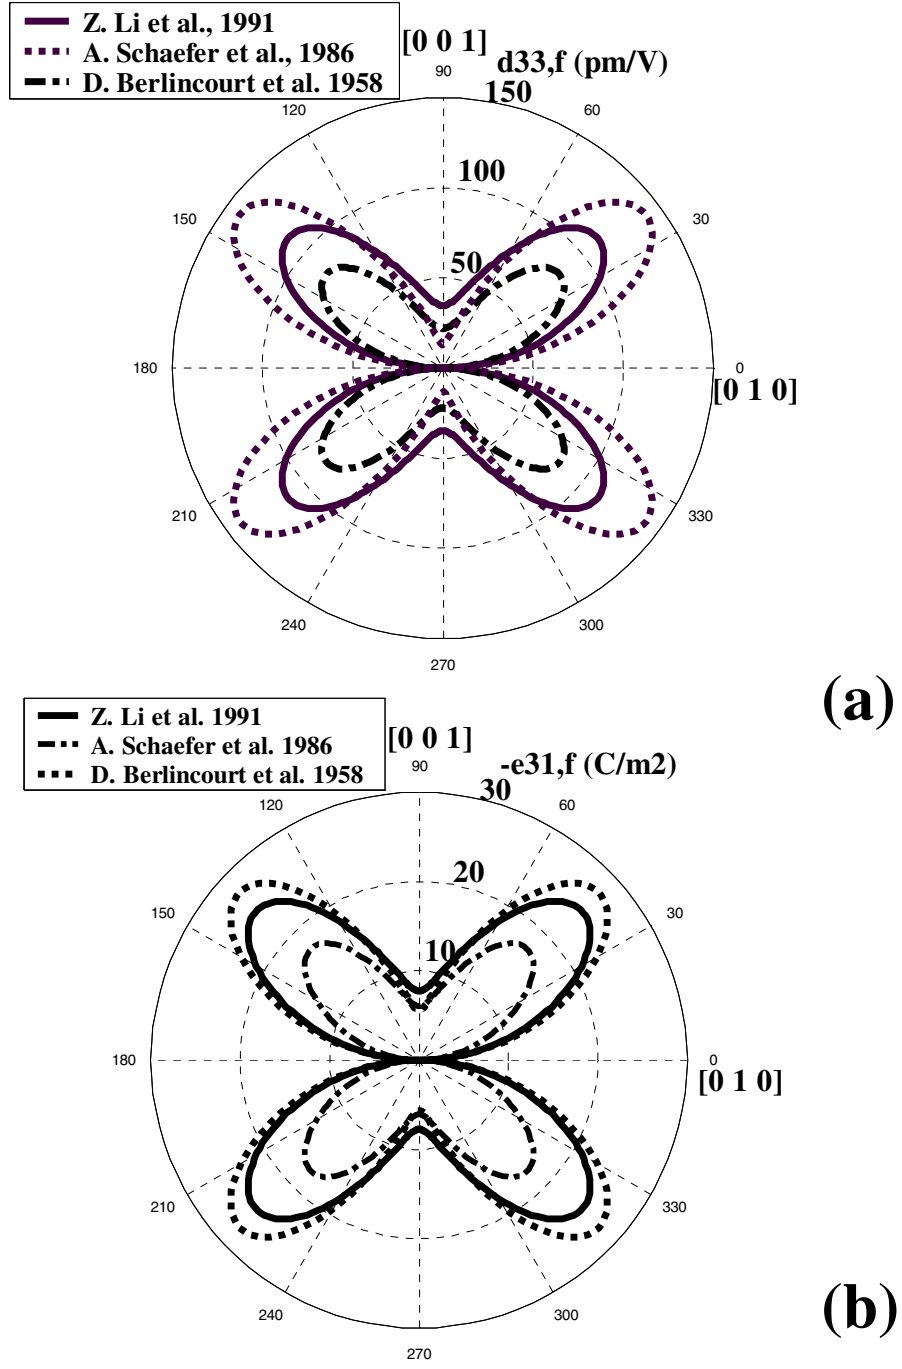 Z. Li et al., 1991
A. Schaefer et al., 1986
D. Berlincourt et al. 1958
[0 0 1]
d33,f (pm/V)
90
150
120
60
100
150
30
50
180
0
[0 1 0]
210
330
240
300
270
(a)
Z. Li et al. 1991
A. Schaefer et al. 1986
D. Berlincourt et al. 1958
[0 0 1]
-e31,f (C/m2)
90
30
120
60
20
150
30
10
180
0
[0 1 0]
210
330
240
300
270
(b)